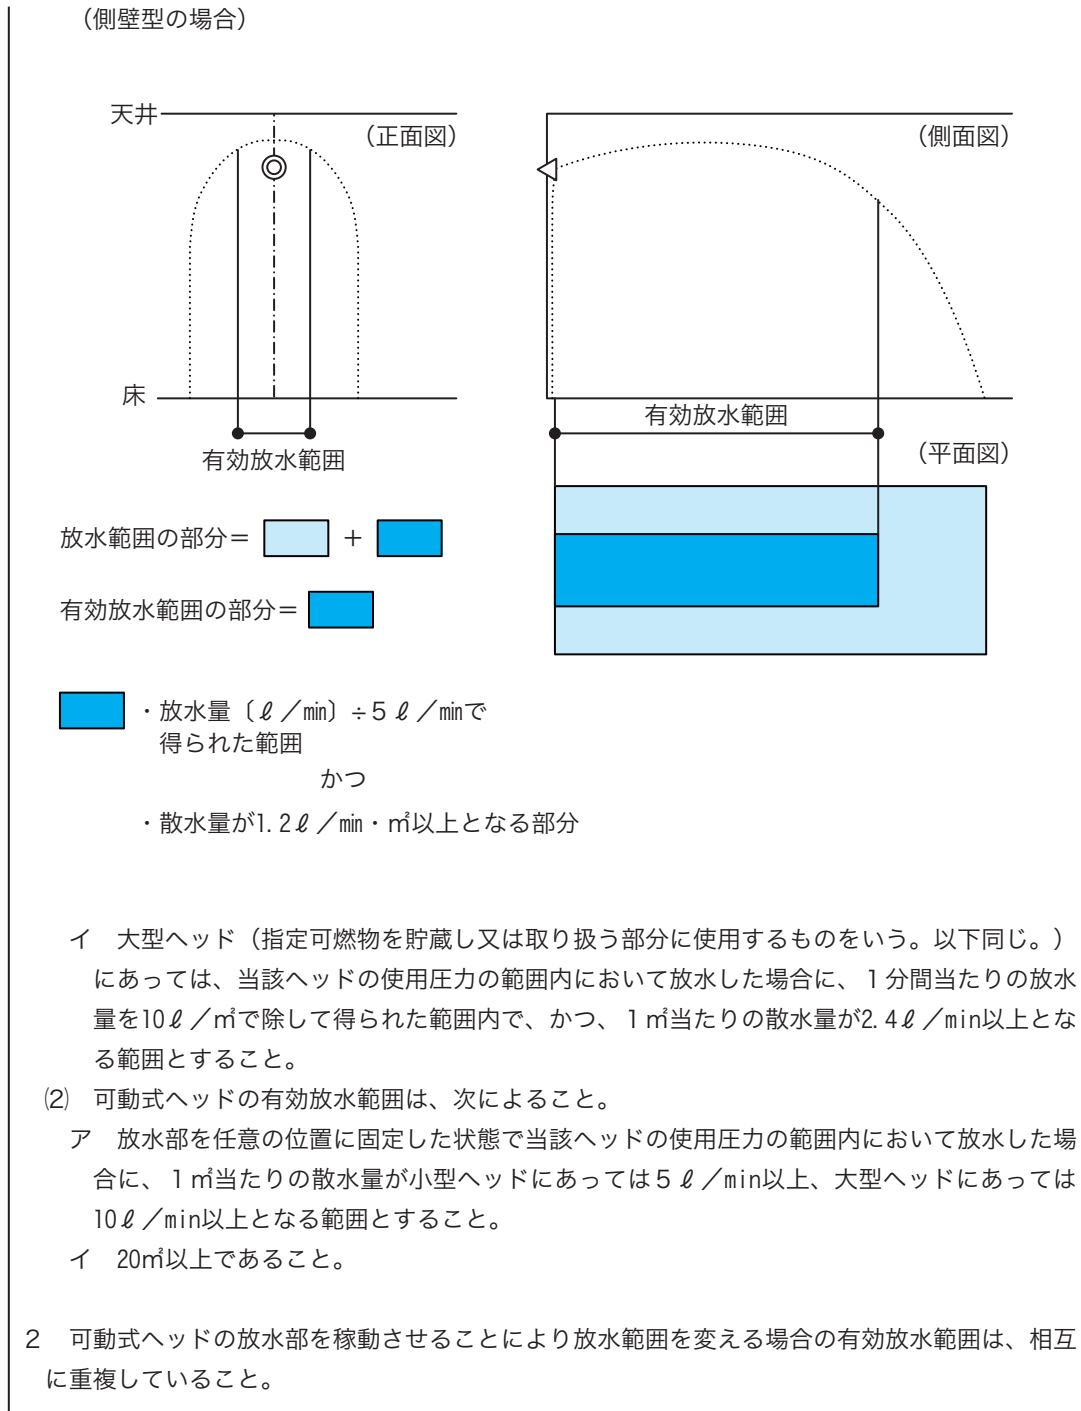 （側壁型の場合）
天井
（正面図）
（側面図）
床
有効放水範囲
有効放水範囲
（平面図）
放水範囲の部分＝ ＋
有効放水範囲の部分＝
・放水量〔ℓ／min〕÷５ℓ／minで
得られた範囲
かつ
・散水量が1.2ℓ／min・㎡以上となる部分
イ　大型ヘッド（指定可燃物を貯蔵し又は取り扱う部分に使用するものをいう。以下同じ。）
にあっては、当該ヘッドの使用圧力の範囲内において放水した場合に、１分間当たりの放水
量を10ℓ／㎡で除して得られた範囲内で、かつ、１㎡当たりの散水量が2.4ℓ／min以上とな
る範囲とすること。
⑵　可動式ヘッドの有効放水範囲は、次によること。
ア　放水部を任意の位置に固定した状態で当該ヘッドの使用圧力の範囲内において放水した場
合に、１㎡当たりの散水量が小型ヘッドにあっては５ℓ／min以上、大型ヘッドにあっては
10ℓ／min以上となる範囲とすること。
イ　20㎡以上であること。
２　可動式ヘッドの放水部を稼動させることにより放水範囲を変える場合の有効放水範囲は、相互
に重複していること。